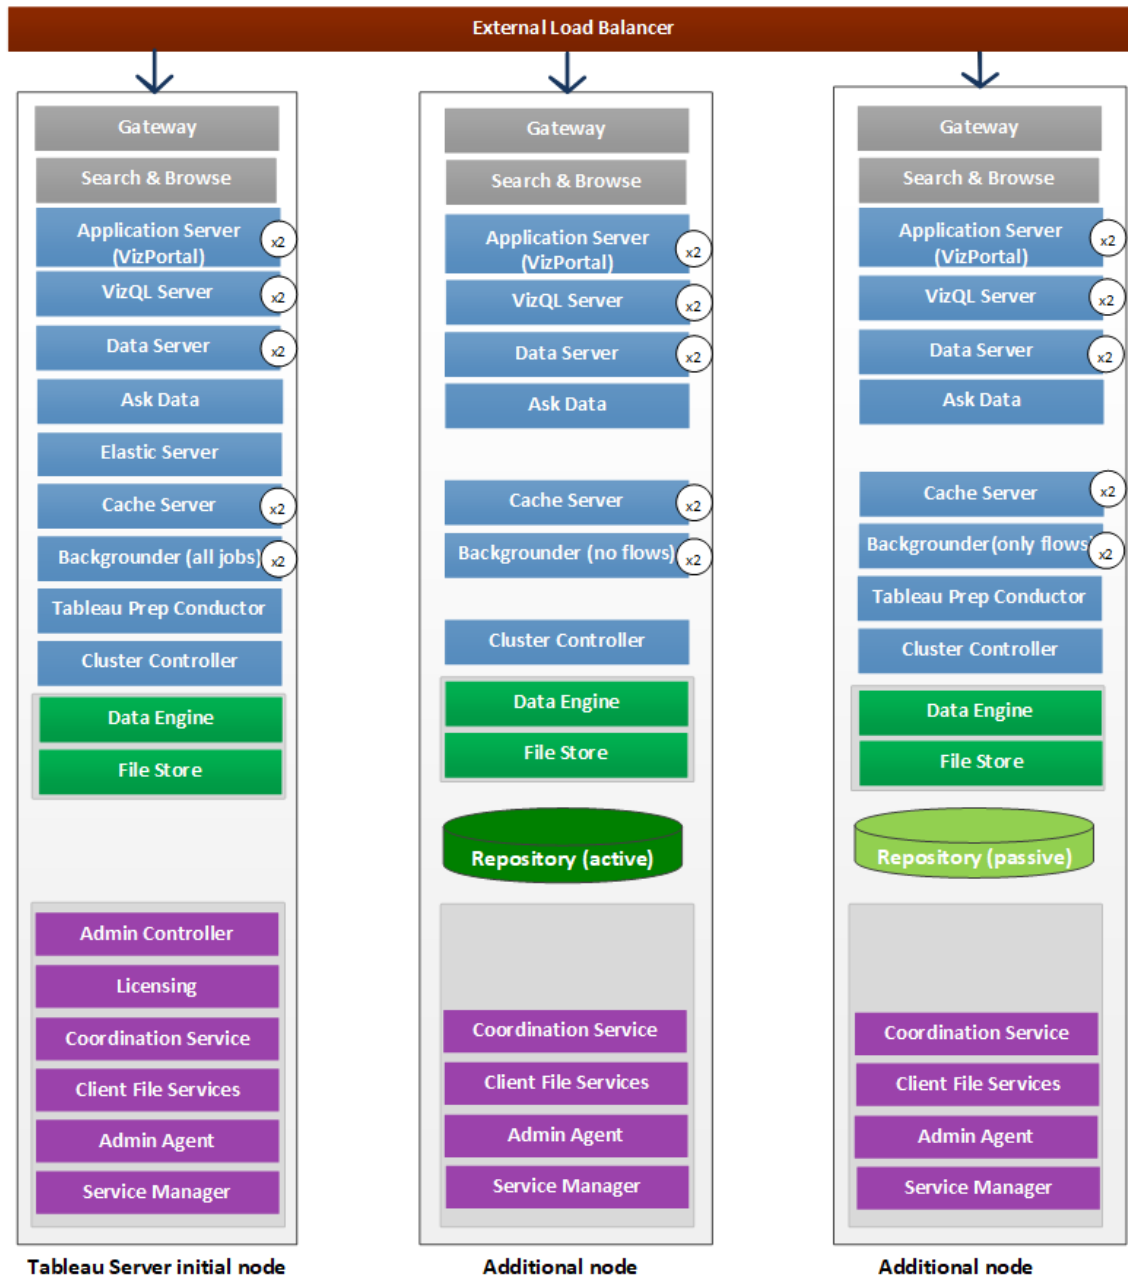 External Load Balancer
Gateway
Search & Browse
Application Server
(VizPortal)
x2
VizQL Server
x2
Data Server
x2
Ask Data
Elastic Server
Cache Server
x2
Backgrounder (all jobs)
x2
Tableau Prep Conductor
Cluster Controller
Data Engine
File Store
Admin Controller
Licensing
Coordination Service
Client File Services
Admin Agent
Service Manager
Tableau Server initial node
Gateway
Search & Browse
Application Server
(VizPortal)
x2
VizQL Server
x2
Data Server
x2
Ask Data
Cache Server
x2
Backgrounder (no flows)
x2
Cluster Controller
Data Engine
File Store
Repository (active)
Coordination Service
Client File Services
Admin Agent
Service Manager
Additional node
Gateway
Search & Browse
Application Server
(VizPortal)
x2
VizQL Server
x2
Data Server
x2
Ask Data
Cache Server
x2
Backgrounder(only flows)
x2
Tableau Prep Conductor
Cluster Controller
Data Engine
File Store
Repository (passive)
Coordination Service
Client File Services
Admin Agent
Service Manager
Additional node